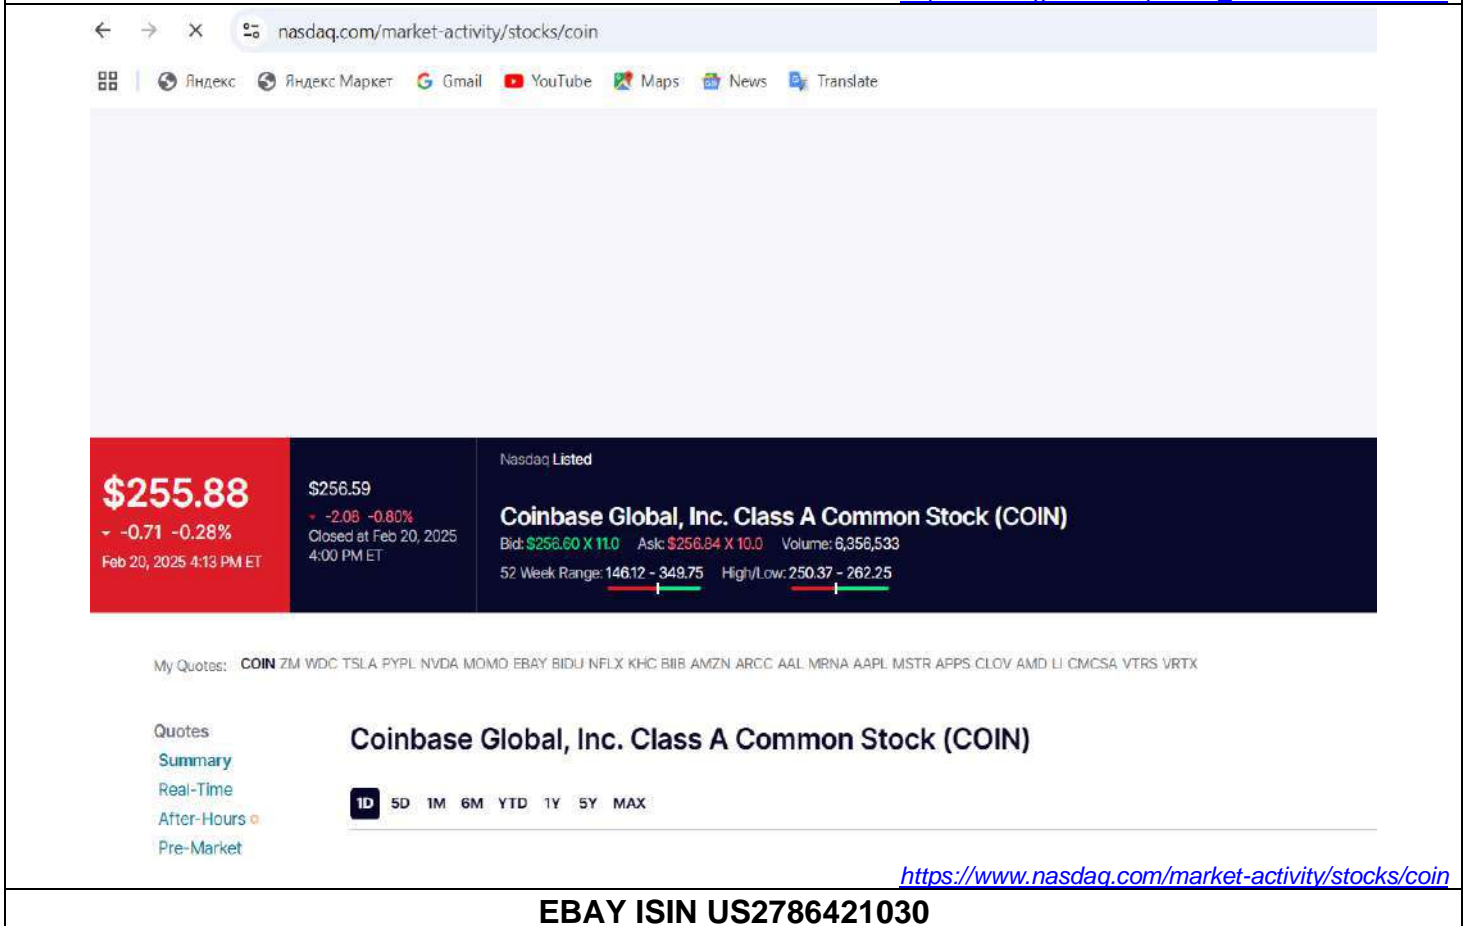 nasdaq.com/market-activity/stocks/coin
Яндекс Яндекс Маркет Gmail YouTube Maps News Translate
Nasdaq Listed
$255.88
-0.71 -0.28%
Feb 20, 2025 4:13 PM ET
$256.59
-2.08 -0.80%
Closed at Feb 20, 2025
4:00 PM ET
Coinbase Global, Inc. Class A Common Stock (COIN)
Bid: $256.60 X 11.0 Ask: $256.84 X 10.0 Volume: 6,356,533
52 Week Range: 146.12 - 349.75 High/Low: 250.37 - 262.25
My Quotes: COIN ZM WDC TSLA PYPL NVDA MOMO EBAY BIDU NFLX KHC BIIB AMZN ARCC AAL MRNA AAPL MSTR APPS CLOV AMD LI CMCSA VTRS VRTX
Quotes
Summary
Real-Time
After-Hours
Pre-Market
Coinbase Global, Inc. Class A Common Stock (COIN)
1D 5D 1M 6M YTD 1Y 5Y MAX
https://www.nasdaq.com/market-activity/stocks/coin
EBAY ISIN US2786421030